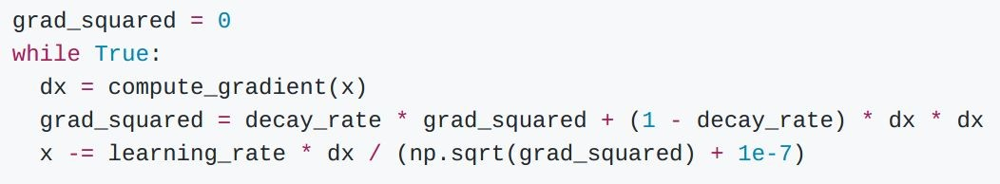 grad_squared = 0
while True:
  dx = compute_gradient(x)
  grad_squared = decay_rate * grad_squared + (1 - decay_rate) * dx * dx
  x -= learning_rate * dx / (np.sqrt(grad_squared) + 1e-7)